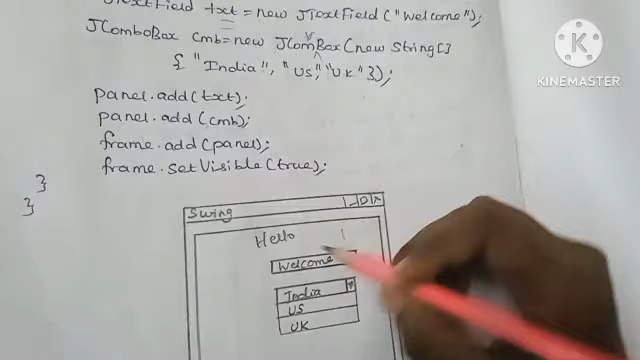 JTextField txt = new JTextField ("Welcome");
JComboBox cmb = new JComBox (new String[]
{ "India", "US", "UK" });
panel.add(txt);
panel.add (cmb);
frame.add (panel);
frame.setVisible (true);
}
}
Swing
Hello
Welcome
India
US
UK
KINEMASTER